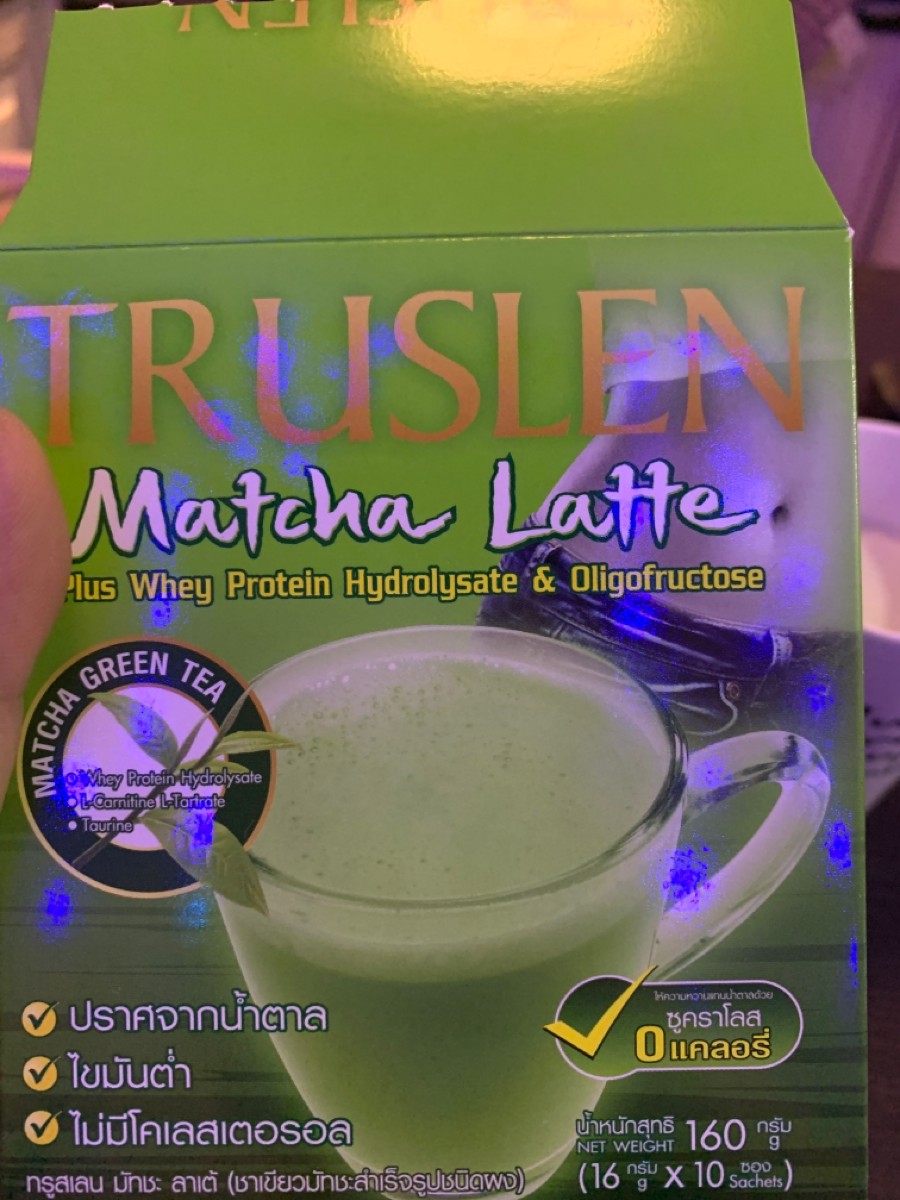 TRUSLEN
TRUSLEN
Matcha Latte
Plus Whey Protein Hydrolysate & Oligofructose
MATCHA GREEN TEA
• Whey Protein Hydrolysate
• L-Carnitine L-Tartrate
• Taurine
ปราศจากน้ำตาล
ไขมันต่ำ
ไม่มีโคเลสเตอรอล
ให้ความหวานแทนน้ำตาลด้วย
ซูคราโลส
0 แคลอรี่
น้ำหนักสุทธิ NET WEIGHT 160 กรัม g
(16 กรัม g X 10 ซอง Sachets)
ทรูสเลน มัทชะ ลาเต้ (ชาเขียวมัทชะสำเร็จรูปชนิดผง)